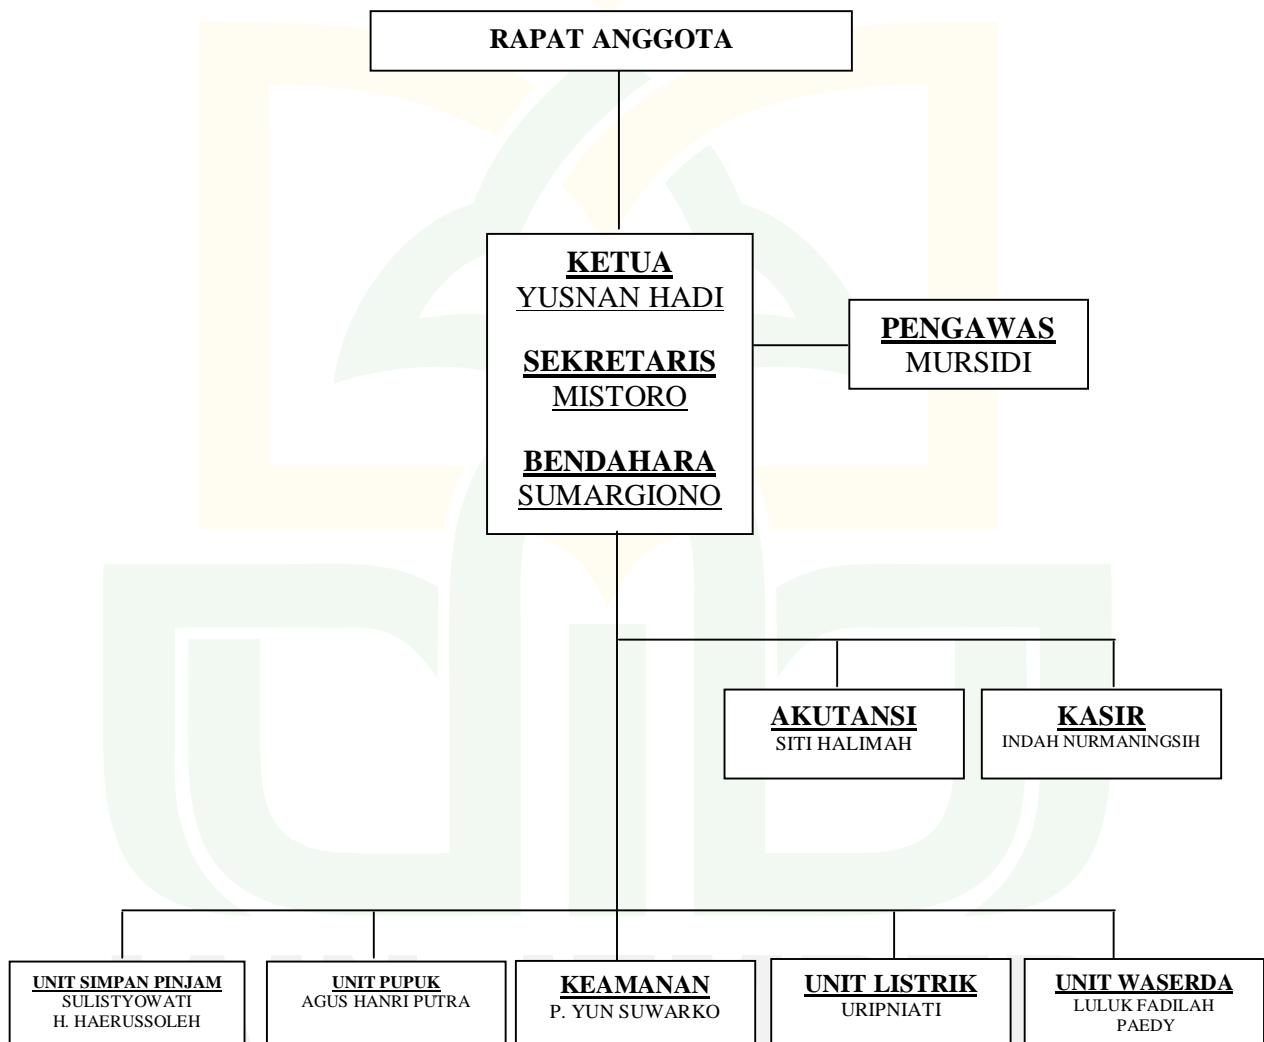 RAPAT ANGGOTA
KETUA
YUSNAN HADI
SEKRETARIS
MISTORO
BENDAHARA
SUMARGIONO
PENGAWAS
MURSIDI
AKUTANSI
SITI HALIMAH
KASIR
INDAH NURMANINGSIH
UNIT SIMPAN PINJAM
SULISTYOWATI
H. HAERUSSOLEH
UNIT PUPUK
AGUS HANRI PUTRA
KEAMANAN
P. YUN SUWARKO
UNIT LISTRIK
URIPNIATI
UNIT WASERDA
LULUK FADILAH
PAEDY